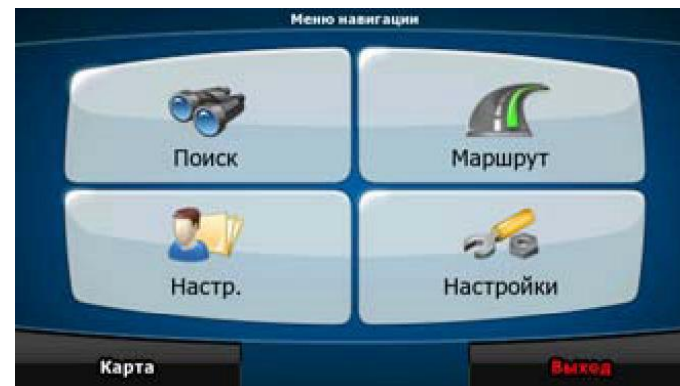 Меню навигации
Поиск
Маршрут
Настр.
Настройки
Карта
Выход